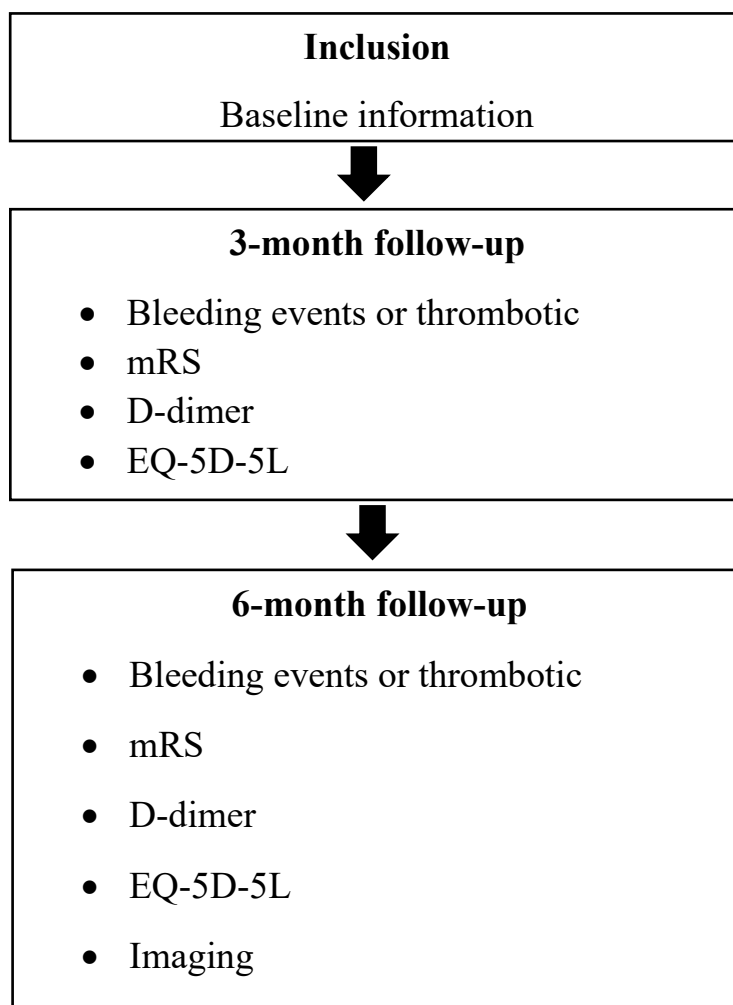 Inclusion
Baseline information
3-month follow-up
• Bleeding events or thrombotic
• mRS
• D-dimer
• EQ-5D-5L
6-month follow-up
• Bleeding events or thrombotic
• mRS
• D-dimer
• EQ-5D-5L
• Imaging